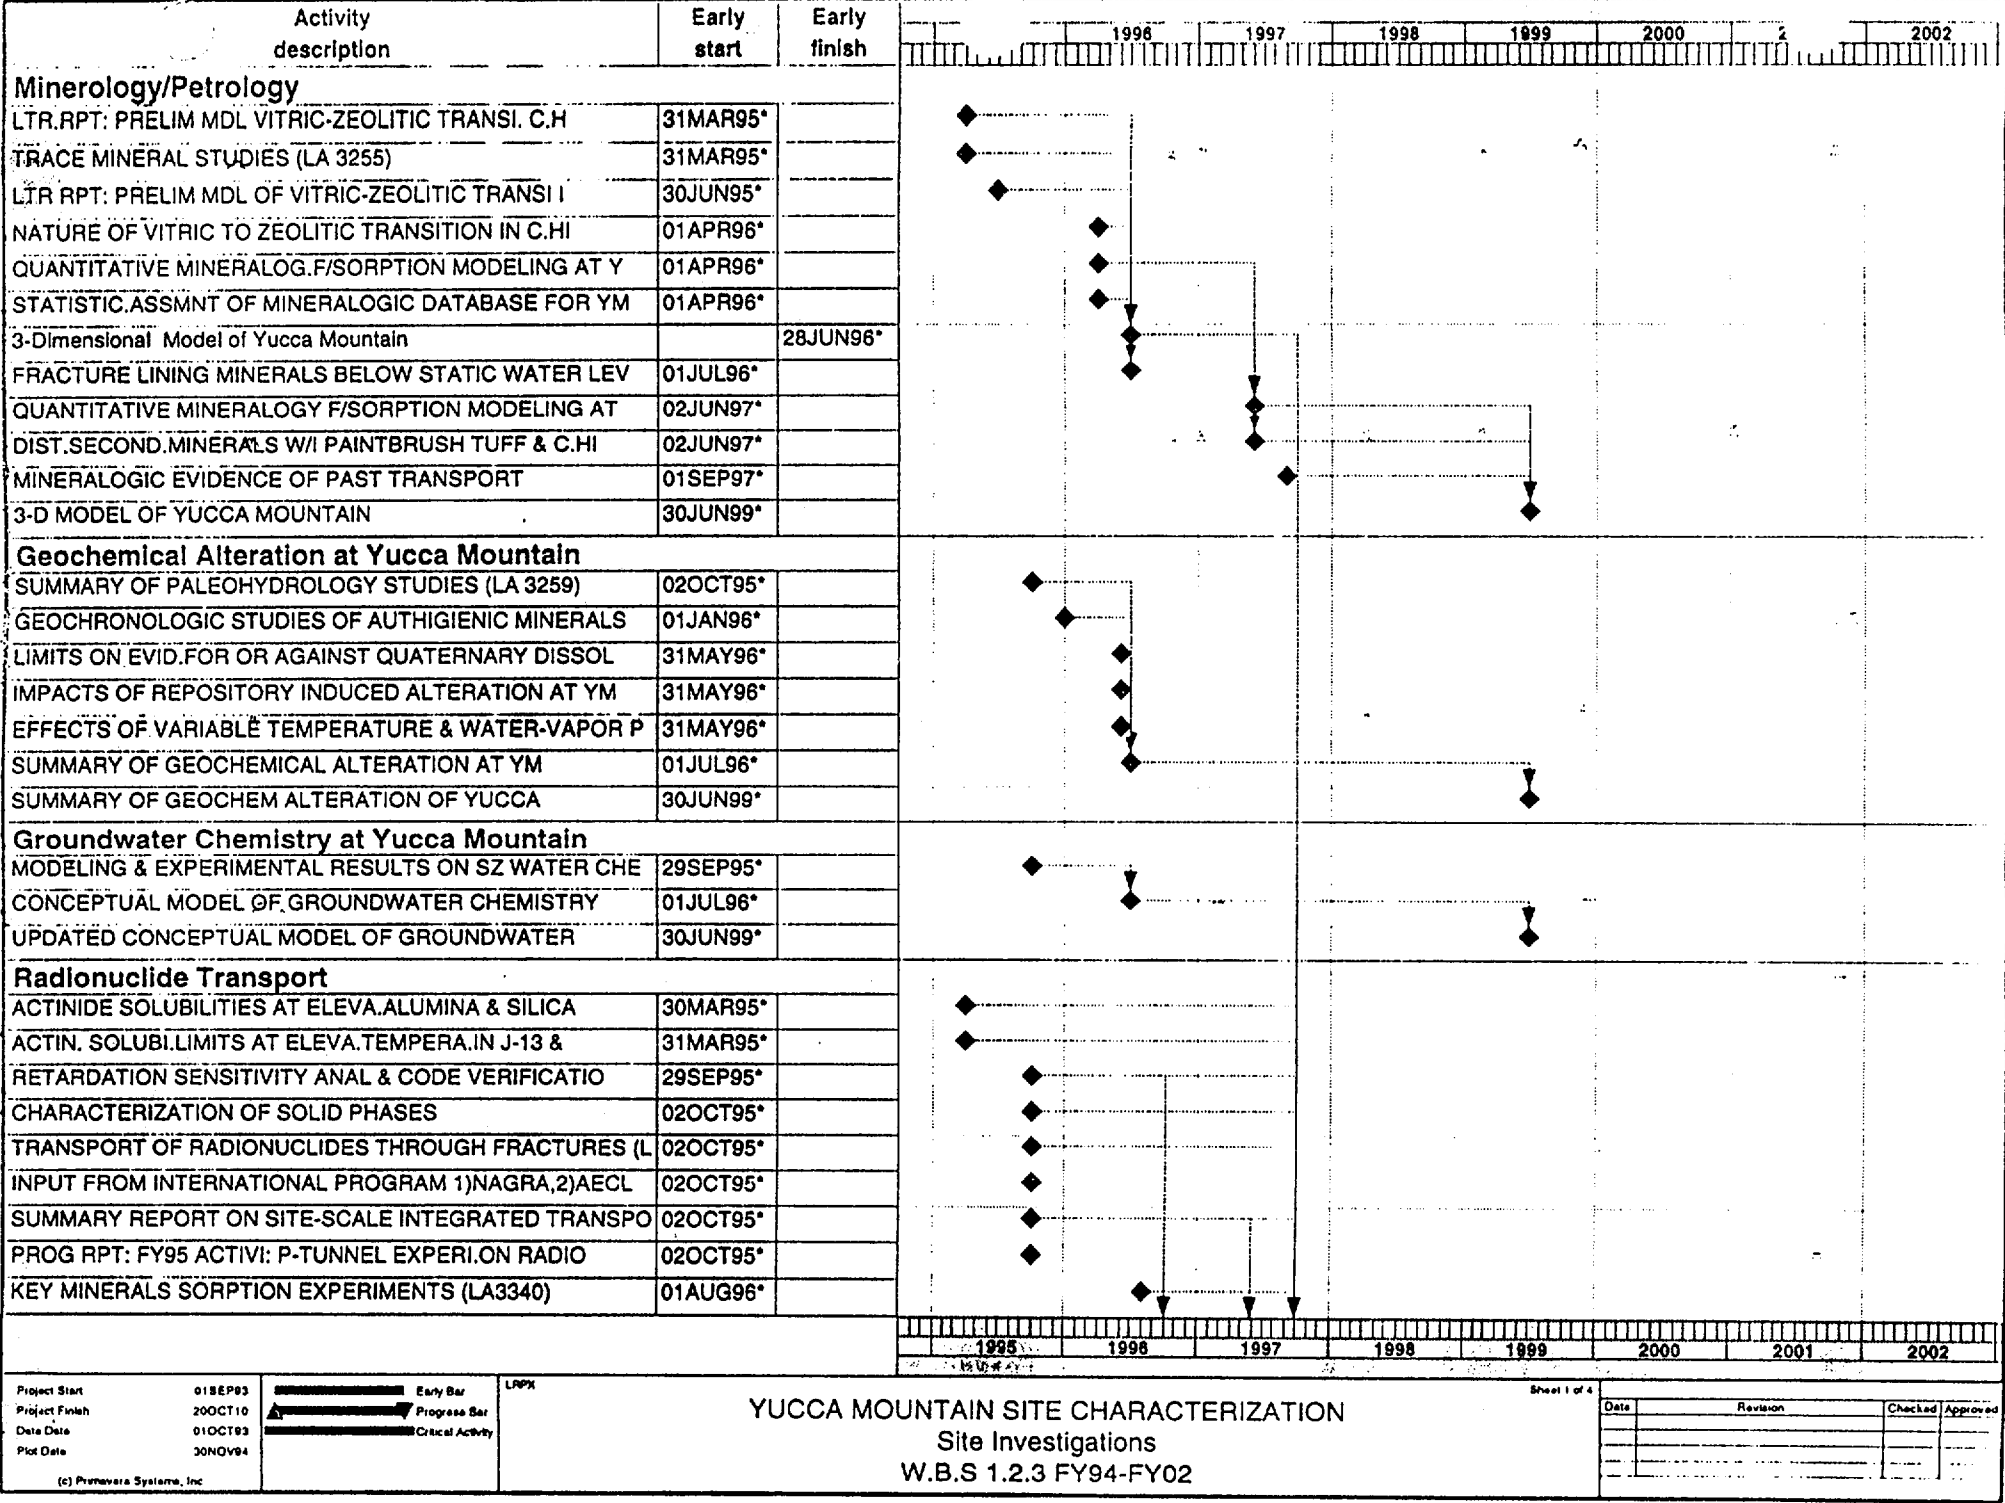 Activity description
Early start
Early finish
1996 1997 1998 1999 2000 2 2002
Minerology/Petrology
LTR.RPT: PRELIM MDL VITRIC-ZEOLITIC TRANSI. C.H 31MAR95*
TRACE MINERAL STUDIES (LA 3255) 31MAR95*
LTR RPT: PRELIM MDL OF VITRIC-ZEOLITIC TRANSI I 30JUN95*
NATURE OF VITRIC TO ZEOLITIC TRANSITION IN C.HI 01APR96*
QUANTITATIVE MINERALOG.F/SORPTION MODELING AT Y 01APR96*
STATISTIC.ASSMNT OF MINERALOGIC DATABASE FOR YM 01APR96*
3-Dimensional Model of Yucca Mountain 28JUN96*
FRACTURE LINING MINERALS BELOW STATIC WATER LEV 01JUL96*
QUANTITATIVE MINERALOGY F/SORPTION MODELING AT 02JUN97*
DIST.SECOND.MINERALS W/I PAINTBRUSH TUFF & C.HI 02JUN97*
MINERALOGIC EVIDENCE OF PAST TRANSPORT 01SEP97*
3-D MODEL OF YUCCA MOUNTAIN 30JUN99*
Geochemical Alteration at Yucca Mountain
SUMMARY OF PALEOHYDROLOGY STUDIES (LA 3259) 02OCT95*
GEOCHRONOLOGIC STUDIES OF AUTHIGIENIC MINERALS 01JAN96*
LIMITS ON EVID.FOR OR AGAINST QUATERNARY DISSOL 31MAY96*
IMPACTS OF REPOSITORY INDUCED ALTERATION AT YM 31MAY96*
EFFECTS OF VARIABLE TEMPERATURE & WATER-VAPOR P 31MAY96*
SUMMARY OF GEOCHEMICAL ALTERATION AT YM 01JUL96*
SUMMARY OF GEOCHEM ALTERATION OF YUCCA 30JUN99*
Groundwater Chemistry at Yucca Mountain
MODELING & EXPERIMENTAL RESULTS ON SZ WATER CHE 29SEP95*
CONCEPTUAL MODEL OF GROUNDWATER CHEMISTRY 01JUL96*
UPDATED CONCEPTUAL MODEL OF GROUNDWATER 30JUN99*
Radionuclide Transport
ACTINIDE SOLUBILITIES AT ELEVA.ALUMINA & SILICA 30MAR95*
ACTIN. SOLUBI.LIMITS AT ELEVA.TEMPERA.IN J-13 & 31MAR95*
RETARDATION SENSITIVITY ANAL & CODE VERIFICATIO 29SEP95*
CHARACTERIZATION OF SOLID PHASES 02OCT95*
TRANSPORT OF RADIONUCLIDES THROUGH FRACTURES (L 02OCT95*
INPUT FROM INTERNATIONAL PROGRAM 1)NAGRA,2)AECL 02OCT95*
SUMMARY REPORT ON SITE-SCALE INTEGRATED TRANSPO 02OCT95*
PROG RPT: FY95 ACTIVI: P-TUNNEL EXPERI.ON RADIO 02OCT95*
KEY MINERALS SORPTION EXPERIMENTS (LA3340) 01AUG96*
1995 1996 1997 1998 1999 2000 2001 2002
Project Start 01SEP93
Project Finish 20OCT10
Data Date 01OCT93
Plot Date 30NOV94
(c) Primavera Systems, Inc
Early Bar
Progress Bar
Critical Activity
LRPX
YUCCA MOUNTAIN SITE CHARACTERIZATION
Site Investigations
W.B.S 1.2.3 FY94-FY02
Sheet 1 of 4
Date Revision Checked Approved